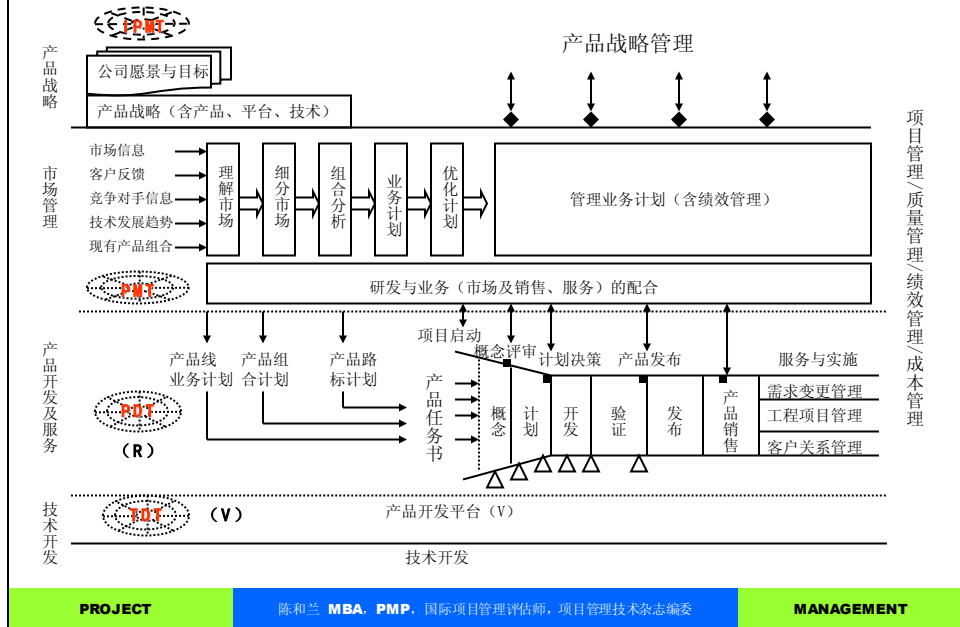 IPMT
产品战略管理
产品战略
公司愿景与目标
产品战略（含产品、平台、技术）
市场管理
市场信息
客户反馈
竞争对手信息
技术发展趋势
现有产品组合
理解市场
细分市场
组合分析
业务计划
优化计划
管理业务计划（含绩效管理）
项目管理/质量管理/绩效管理/成本管理
PMT
研发与业务（市场及销售、服务）的配合
产品开发及服务
项目启动
概念评审
计划决策
产品发布
服务与实施
产品线
业务计划
产品组
合计划
产品路
标计划
PDT
（R）
产品任务书
概念
计划
开发
验证
发布
产品销售
需求变更管理
工程项目管理
客户关系管理
技术开发
TDT
（V）
产品开发平台（V）
技术开发
PROJECT
陈和兰 MBA，PMP，国际项目管理评估师，项目管理技术杂志编委
MANAGEMENT